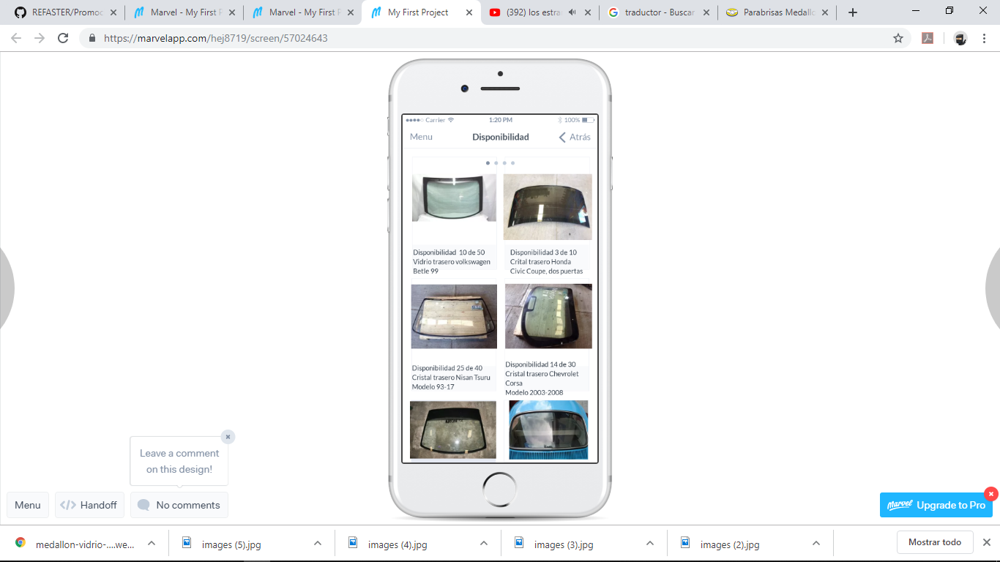 REFASTER/Promoc
Marvel - My First P
Marvel - My First P
My First Project
(392) los estra
traductor - Buscar
Parabrisas Medallo
https://marvelapp.com/hej8719/screen/57024643
Carrier
1:20 PM
100%
Menu
Disponibilidad
Atrás
Disponibilidad 10 de 50
Vidrio trasero volkswagen
Betle 99
Disponibilidad 3 de 10
Crital trasero Honda
Civic Coupe, dos puertas
Disponibilidad 25 de 40
Cristal trasero Nisan Tsuru
Modelo 93-17
Disponibilidad 14 de 30
Cristal trasero Chevrolet
Corsa
Modelo 2003-2008
Leave a comment
on this design!
Menu
Handoff
No comments
Marvel Upgrade to Pro
medallon-vidrio-....we...
images (5).jpg
images (4).jpg
images (3).jpg
images (2).jpg
Mostrar todo